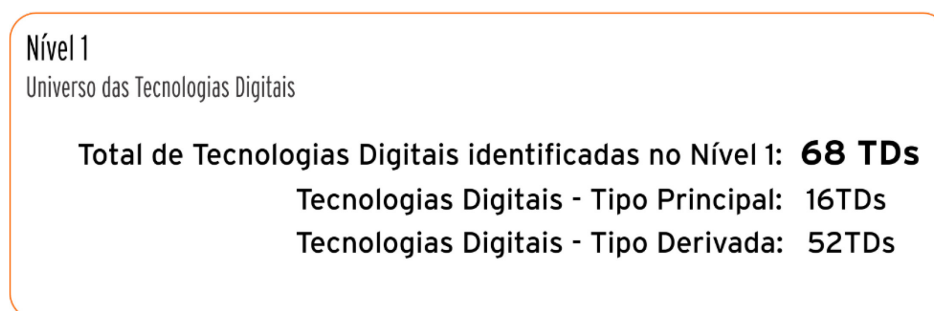 Nível 1
Universo das Tecnologias Digitais
Total de Tecnologias Digitais identificadas no Nível 1: 68 TDs
Tecnologias Digitais - Tipo Principal: 16TDs
Tecnologias Digitais - Tipo Derivada: 52TDs